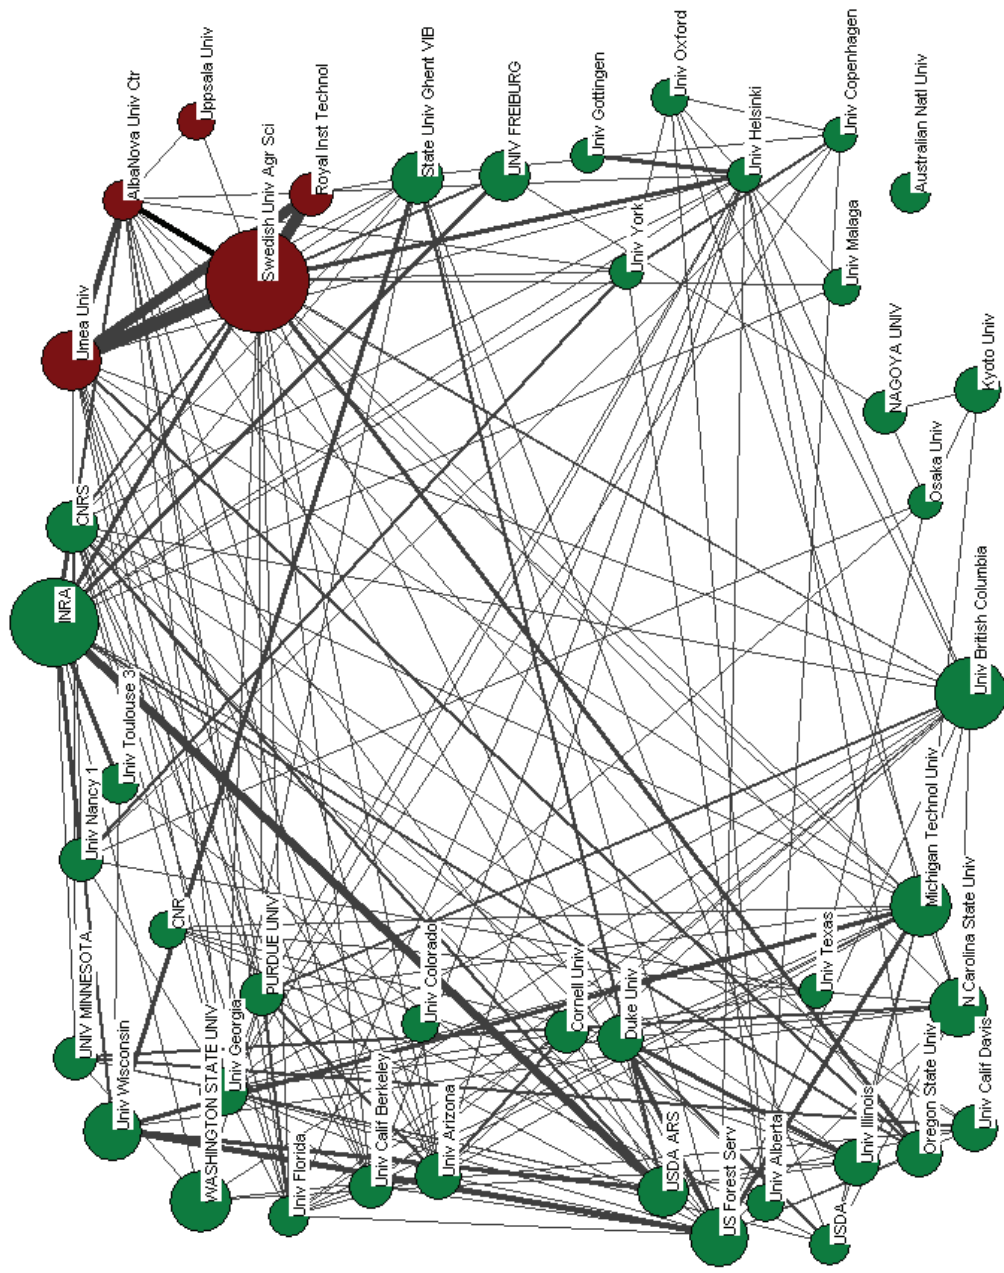 Univ Oxford
Uppsala Univ
AlbaNova Univ Ctr
Royal Inst Technol
State Univ Ghent VIB
UNIV FREIBURG
Univ Gottingen
Univ Helsinki
Univ Copenhagen
Australian Natl Univ
Swedish Univ Agr Sci
Univ York
Univ Malaga
Umea Univ
NAGOYA UNIV
Kyoto Univ
Osaka Univ
CNRS
INRA
Univ British Columbia
Univ Toulouse 3
Univ Nancy 1
Michigan Technol Univ
CNR
PURDUE UNIV
Univ Colorado
Cornell Univ
Duke Univ
Univ Texas
N Carolina State Univ
UNIV MINNESOTA
Univ Wisconsin
WASHINGTON STATE UNIV
Univ Georgia
Univ Florida
Univ Calif Berkeley
Univ Arizona
USDA ARS
US Forest Serv
Univ Alberta
Univ Illinois
Oregon State Univ
Univ Calif Davis
USDA